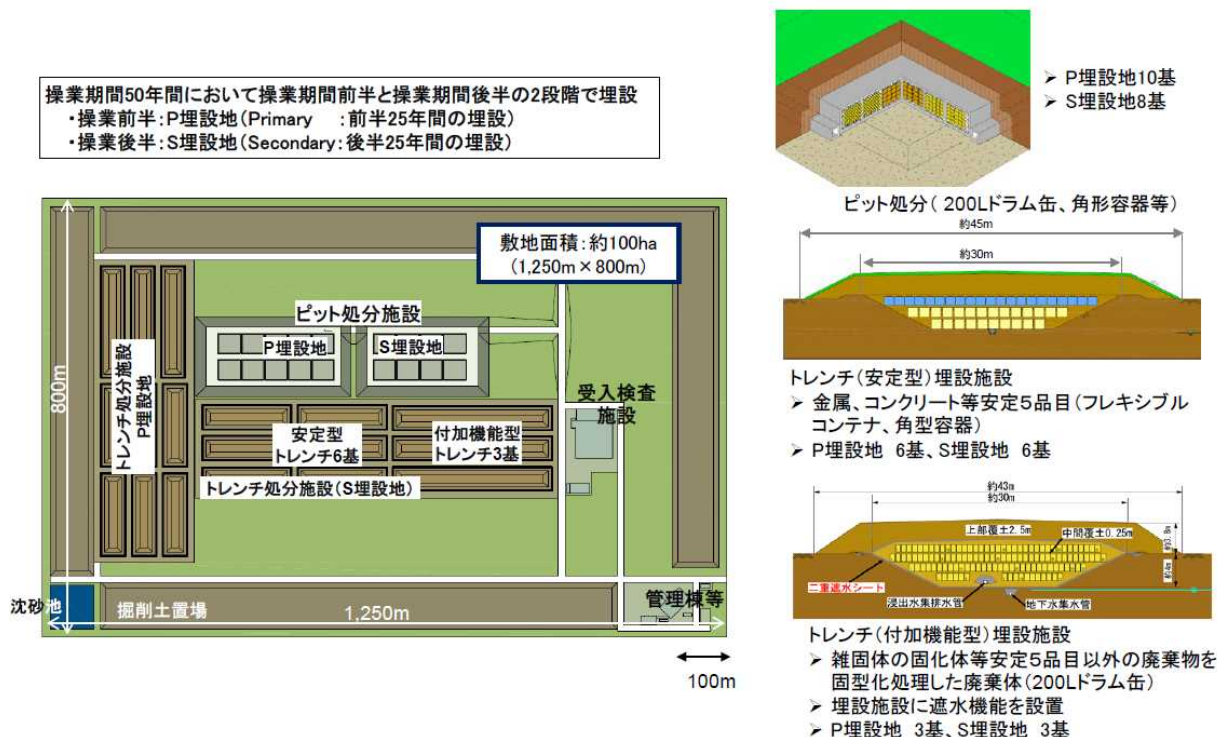 操業期間50年間において操業期間前半と操業期間後半の2段階で埋設
・操業前半:P埋設地(Primary :前半25年間の埋設)
・操業後半:S埋設地(Secondary:後半25年間の埋設)
敷地面積:約100ha
(1,250m×800m)
ピット処分施設
P埋設地
S埋設地
800m
トレンチ処分施設
P埋設地
受入検査
施設
安定型
トレンチ6基
付加機能型
トレンチ3基
トレンチ処分施設(S埋設地)
沈砂池
掘削土置場
1,250m
管理棟等
100m
➢ P埋設地10基
➢ S埋設地8基
ピット処分( 200Lドラム缶、角形容器等)
約45m
約30m
トレンチ(安定型)埋設施設
➢ 金属、コンクリート等安定5品目(フレキシブル
コンテナ、角型容器)
➢ P埋設地 6基、S埋設地 6基
約43m
約30m
上部覆土2.5m
中間覆土0.25m
約4m
二重遮水シート
浸出水集排水管
地下水集水管
トレンチ(付加機能型)埋設施設
➢ 雑固体の固化体等安定5品目以外の廃棄物を
固型化処理した廃棄体(200Lドラム缶)
➢ 埋設施設に遮水機能を設置
➢ P埋設地 3基、S埋設地 3基